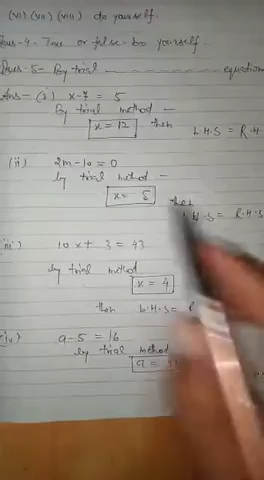 (VI) (VII) (VIII) do yourself.
Ques-4- True or false- Do yourself.
Ques-5- By trial ———— equation
Ans- (i) x-7 = 5
By trial method —
x = 12 then L.H.S = R.H.
(ii) 2m-10 = 0
by trial method —
x = 5 then
L.H.S = R.H.S
10x + 3 = 43
by trial method
x = 4
then L.H.S = R
a - 5 = 16
by trial method
a =